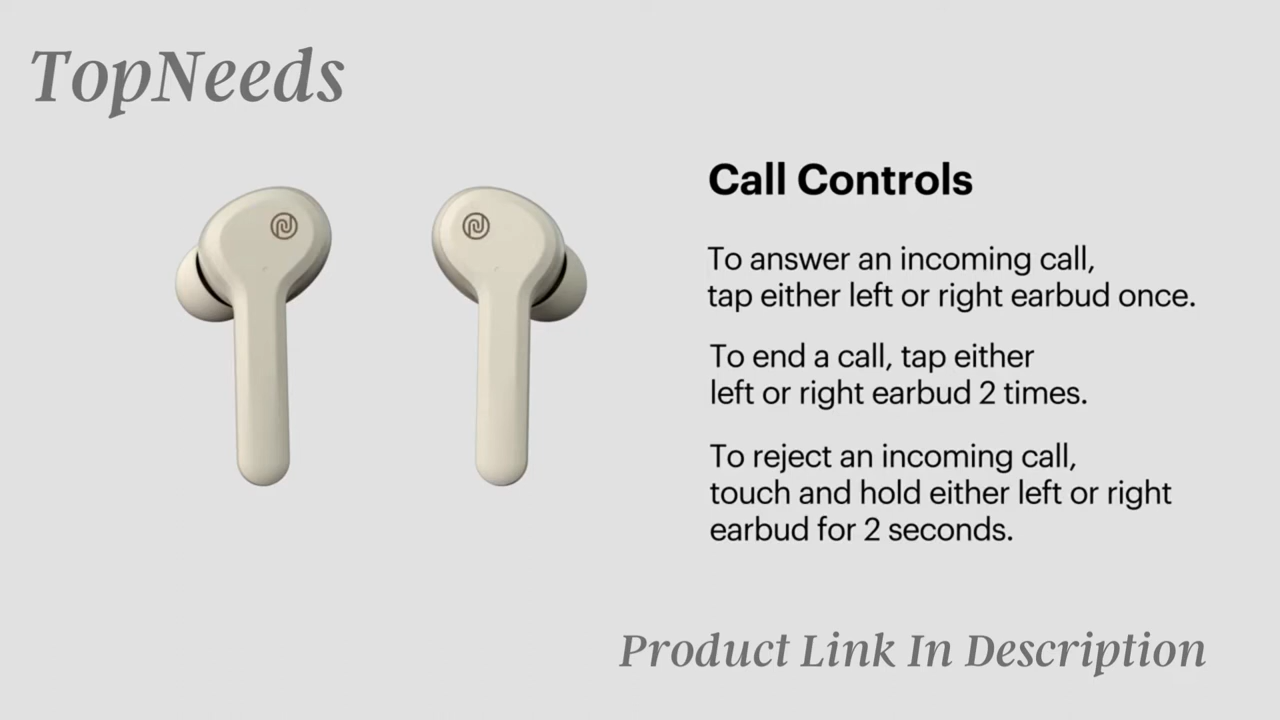 TopNeeds
Call Controls
To answer an incoming call,
tap either left or right earbud once.
To end a call, tap either
left or right earbud 2 times.
To reject an incoming call,
touch and hold either left or right
earbud for 2 seconds.
Product Link In Description